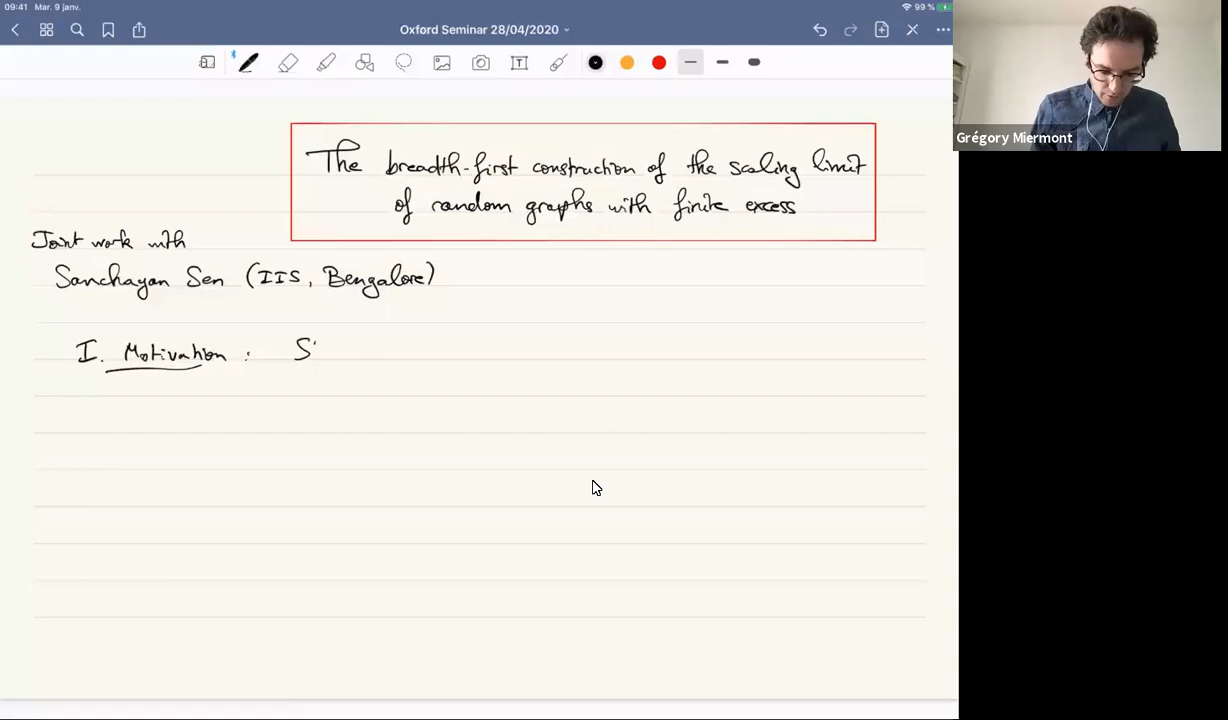 09:41 Mar. 9 janv.
99 %
Oxford Seminar 28/04/2020
T
Grégory Miermont
The breadth-first construction of the scaling limit
of random graphs with finite excess
Joint work with
Sanchayan Sen (IIS, Bengalore)
I. Motivation : S